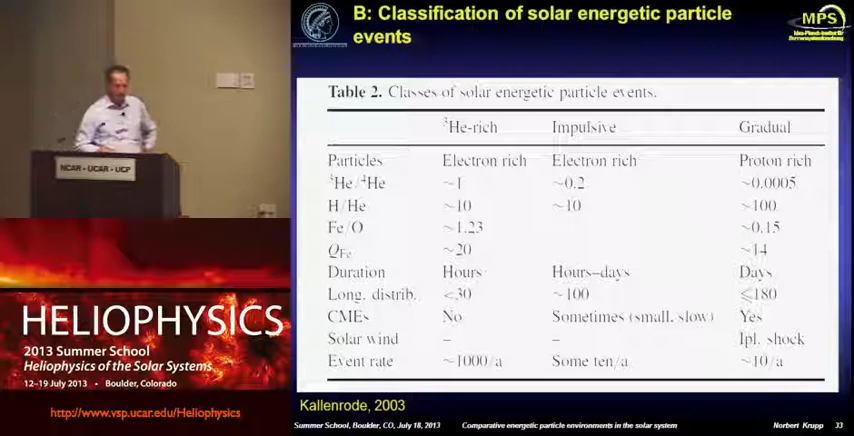 B: Classification of solar energetic particle
events
MPS
NCAR - UCAR - UCP
Table 2. Classes of solar energetic particle events.
³He-rich Impulsive Gradual
Particles Electron rich Electron rich Proton rich
³He/⁴He ~1 ~0.2 ~0.0005
H/He ~10 ~10 ~100
Fe/O ~1.23 ~0.15
Q_Fe ~20 ~14
Duration Hours Hours–days Days
Long. distrib. <30 ~100 ⩽180
CMEs No Sometimes (small, slow) Yes
Solar wind – – Ipl. shock
Event rate ~1000/a Some ten/a ~10/a
Kallenrode, 2003
Summer School, Boulder, CO, July 18, 2013 Comparative energetic particle environments in the solar system Norbert Krupp 33
HELIOPHYSICS
2013 Summer School
Heliophysics of the Solar Systems
12–19 July 2013 • Boulder, Colorado
http://www.vsp.ucar.edu/Heliophysics